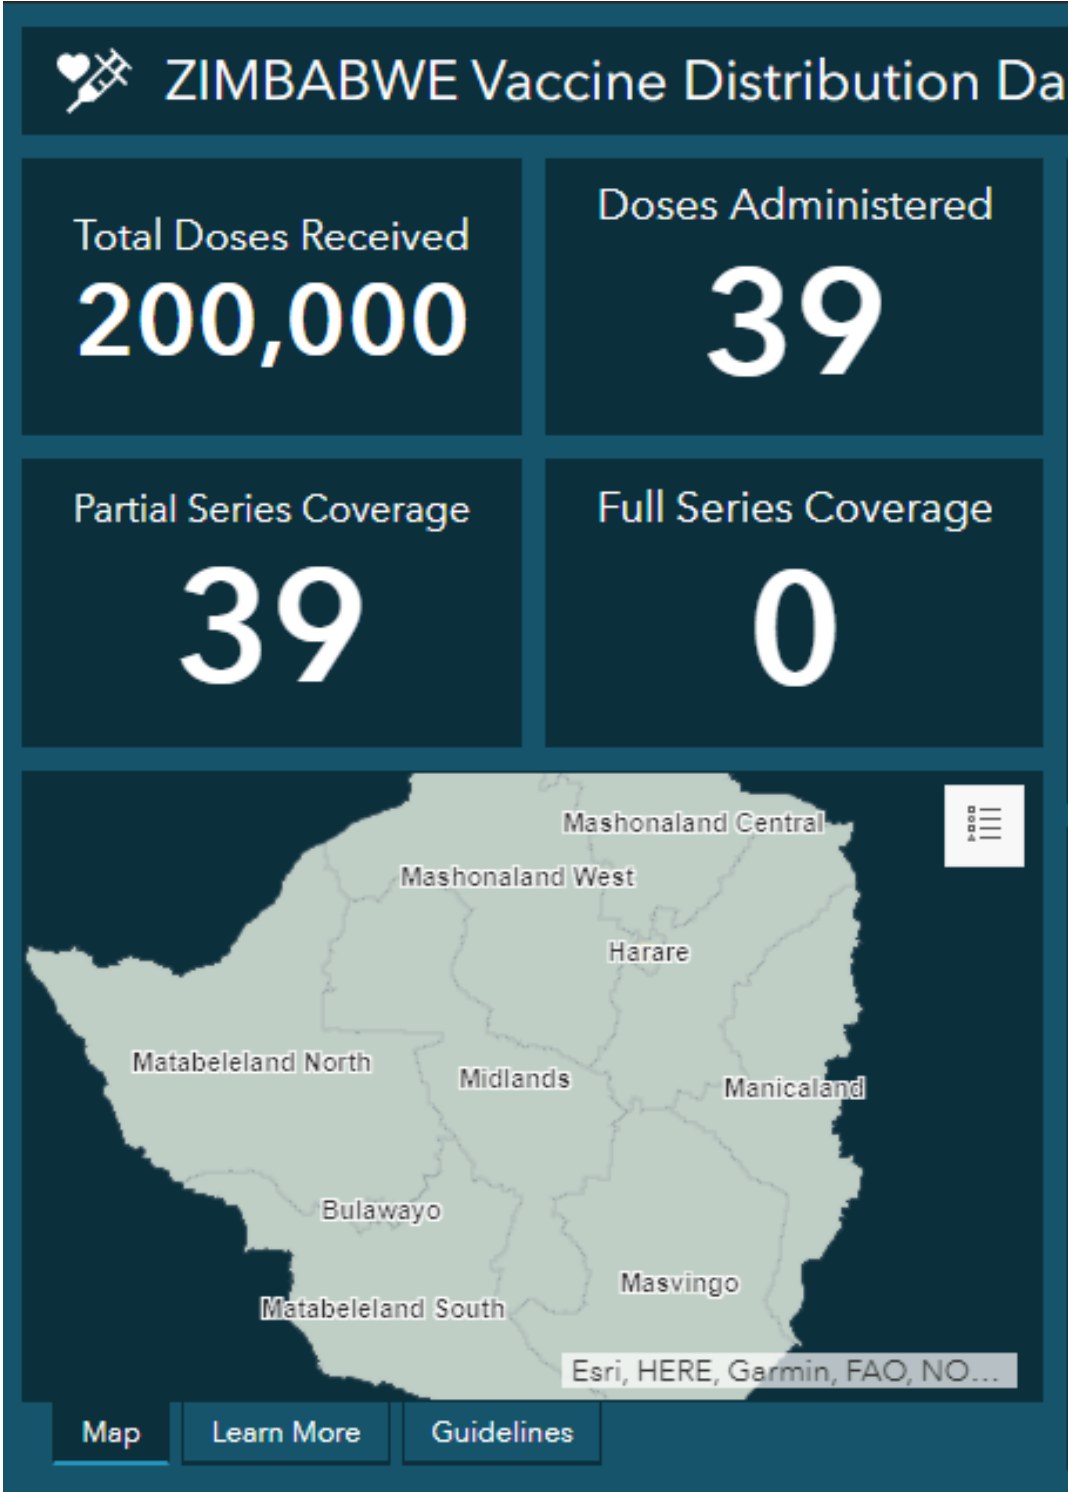 ZIMBABWE Vaccine Distribution Da
Total Doses Received
200,000
Doses Administered
39
Partial Series Coverage
39
Full Series Coverage
0
Mashonaland Central
Mashonaland West
Harare
Matabeleland North
Midlands
Manicaland
Bulawayo
Masvingo
Matabeleland South
Esri, HERE, Garmin, FAO, NO...
Map
Learn More
Guidelines